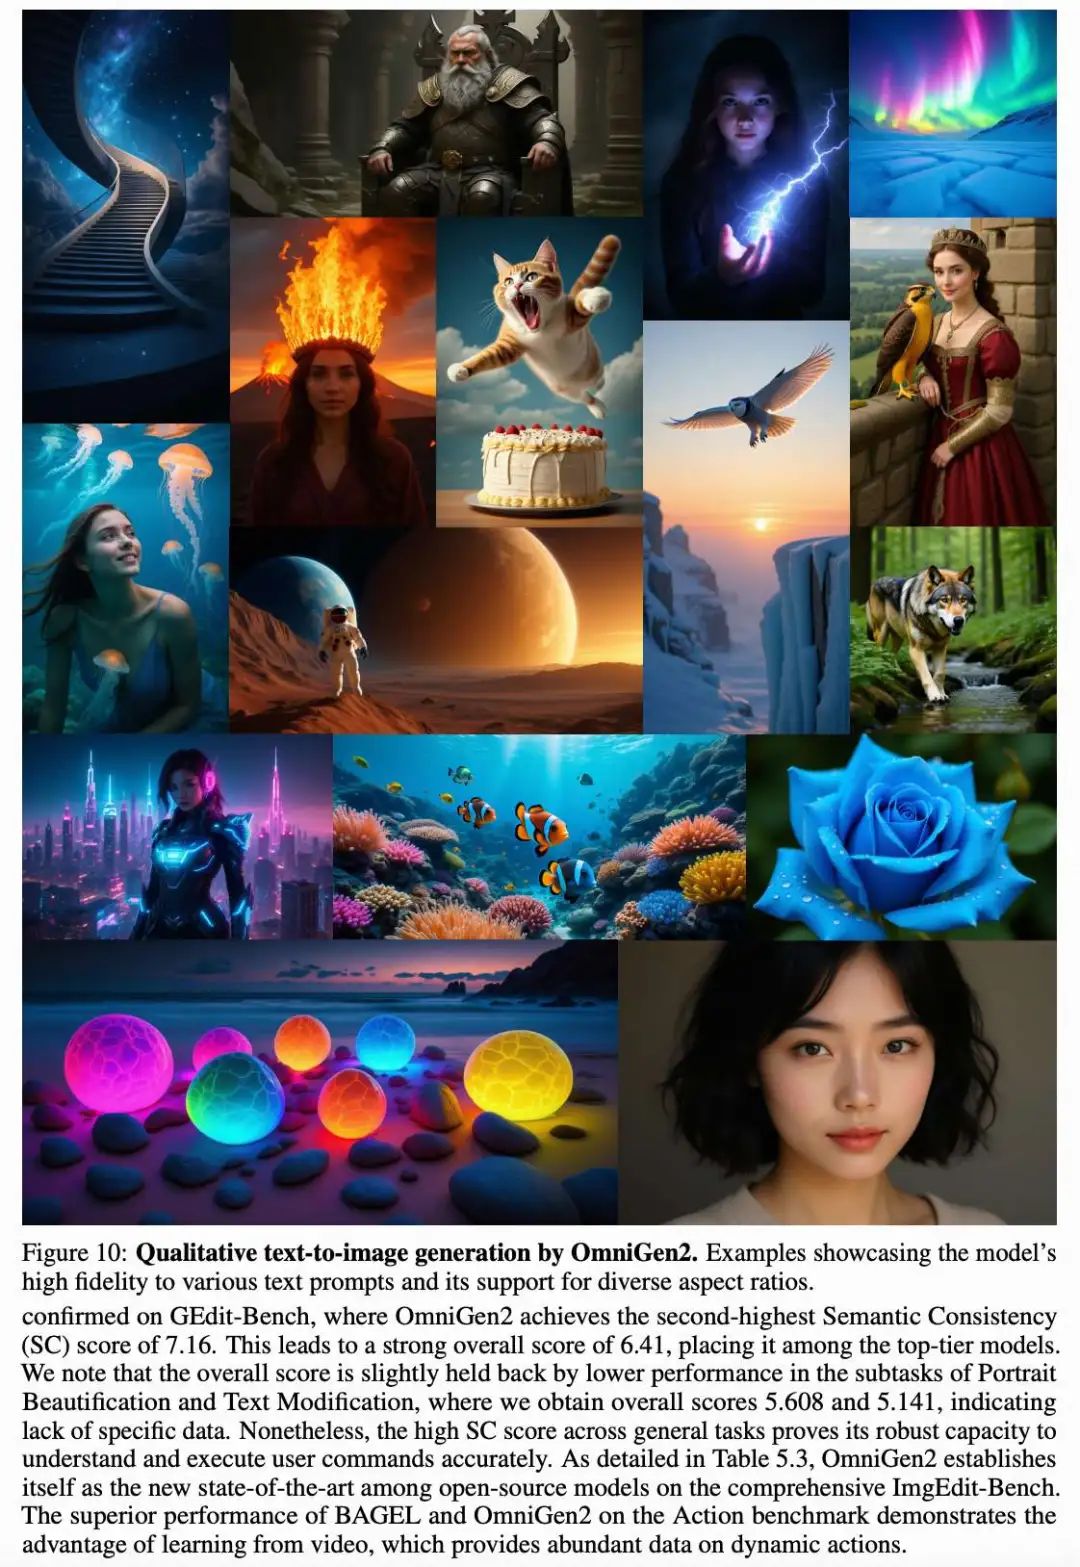 Figure 10: Qualitative text-to-image generation by OmniGen2. Examples showcasing the model's
high fidelity to various text prompts and its support for diverse aspect ratios.
confirmed on GEdit-Bench, where OmniGen2 achieves the second-highest Semantic Consistency
(SC) score of 7.16. This leads to a strong overall score of 6.41, placing it among the top-tier models.
We note that the overall score is slightly held back by lower performance in the subtasks of Portrait
Beautification and Text Modification, where we obtain overall scores 5.608 and 5.141, indicating
lack of specific data. Nonetheless, the high SC score across general tasks proves its robust capacity to
understand and execute user commands accurately. As detailed in Table 5.3, OmniGen2 establishes
itself as the new state-of-the-art among open-source models on the comprehensive ImgEdit-Bench.
The superior performance of BAGEL and OmniGen2 on the Action benchmark demonstrates the
advantage of learning from video, which provides abundant data on dynamic actions.